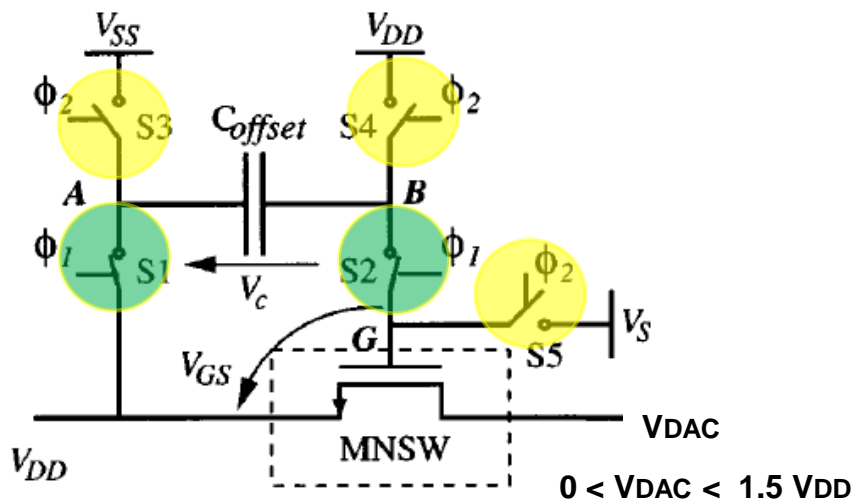 VSS VDD
ϕ2 S3 Coffset S4 ϕ2
A B
ϕ1 S1 Vc S2 ϕ1 ϕ2
G S5 VS
VGS
VDD MNSW VDAC
0 < VDAC < 1.5 VDD